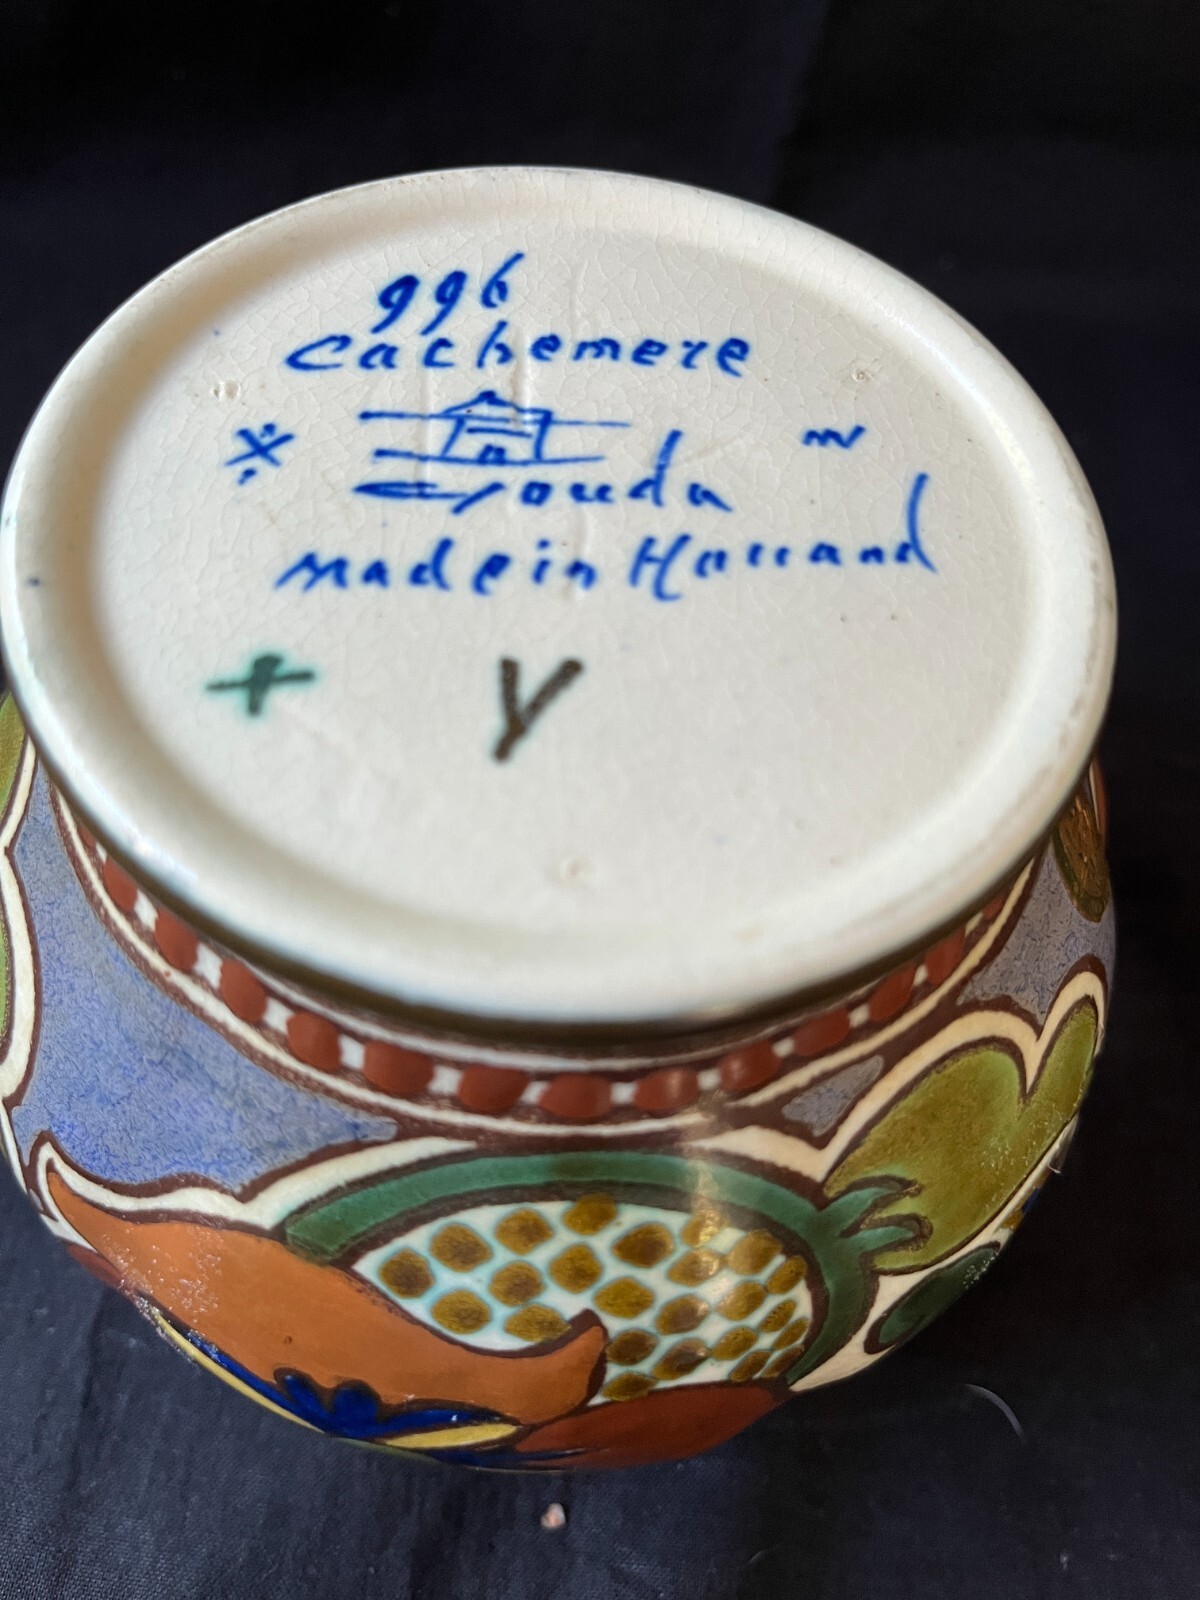 996
Cachemere
※ m
Gouda
made in Holland
+ Y